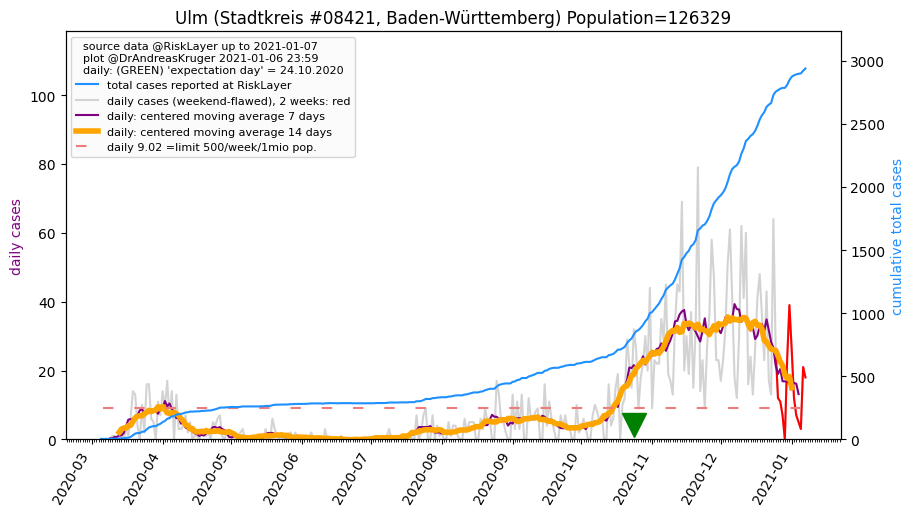 Ulm (Stadtkreis #08421, Baden-Württemberg) Population=126329
source data @RiskLayer up to 2021-01-07
plot @DrAndreasKruger 2021-01-06 23:59
daily: (GREEN) 'expectation day' = 24.10.2020
total cases reported at RiskLayer
daily cases (weekend-flawed), 2 weeks: red
daily: centered moving average 7 days
daily: centered moving average 14 days
daily 9.02 =limit 500/week/1mio pop.
daily cases
100
80
60
40
20
0
cumulative total cases
3000
2500
2000
1500
1000
500
0
2020-03
2020-04
2020-05
2020-06
2020-07
2020-08
2020-09
2020-10
2020-11
2020-12
2021-01